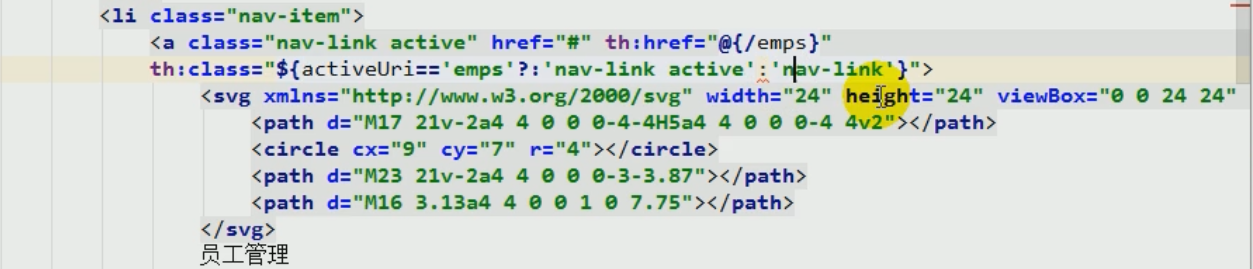 <li class="nav-item">
<a class="nav-link active" href="#" th:href="@{/emps}"
th:class="${activeUri=='emps'?:'nav-link active':'nav-link'}">
<svg xmlns="http://www.w3.org/2000/svg" width="24" height="24" viewBox="0 0 24 24"
<path d="M17 21v-2a4 4 0 0 0-4-4H5a4 4 0 0 0-4 4v2"></path>
<circle cx="9" cy="7" r="4"></circle>
<path d="M23 21v-2a4 4 0 0 0-3-3.87"></path>
<path d="M16 3.13a4 4 0 0 1 0 7.75"></path>
</svg>
员工管理